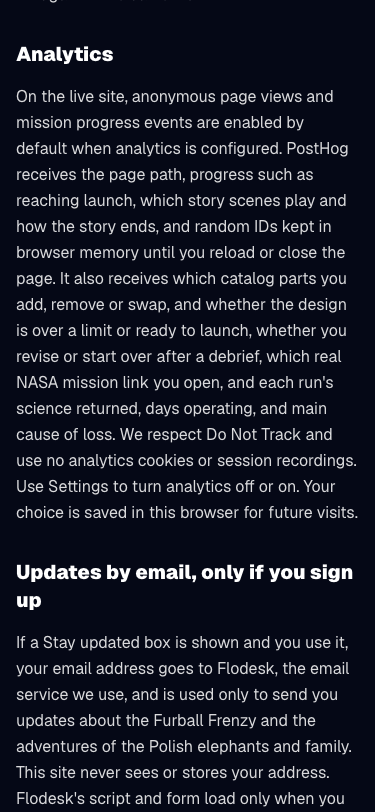 Analytics
On the live site, anonymous page views and
mission progress events are enabled by
default when analytics is configured. PostHog
receives the page path, progress such as
reaching launch, which story scenes play and
how the story ends, and random IDs kept in
browser memory until you reload or close the
page. It also receives which catalog parts you
add, remove or swap, and whether the design
is over a limit or ready to launch, whether you
revise or start over after a debrief, which real
NASA mission link you open, and each run's
science returned, days operating, and main
cause of loss. We respect Do Not Track and
use no analytics cookies or session recordings.
Use Settings to turn analytics off or on. Your
choice is saved in this browser for future visits.
Updates by email, only if you sign
up
If a Stay updated box is shown and you use it,
your email address goes to Flodesk, the email
service we use, and is used only to send you
updates about the Furball Frenzy and the
adventures of the Polish elephants and family.
This site never sees or stores your address.
Flodesk's script and form load only when you